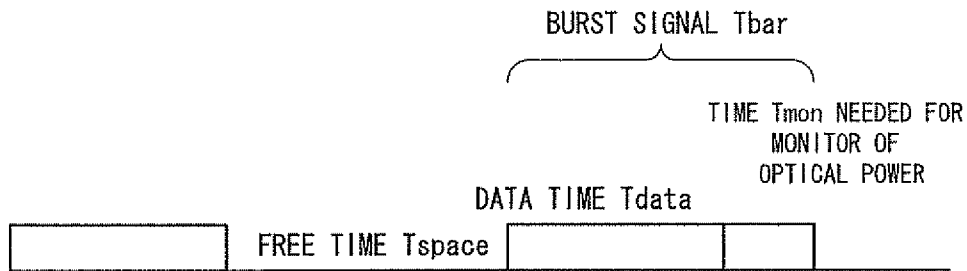 BURST SIGNAL Tbar
TIME Tmon NEEDED FOR
MONITOR OF
OPTICAL POWER
DATA TIME Tdata
FREE TIME Tspace